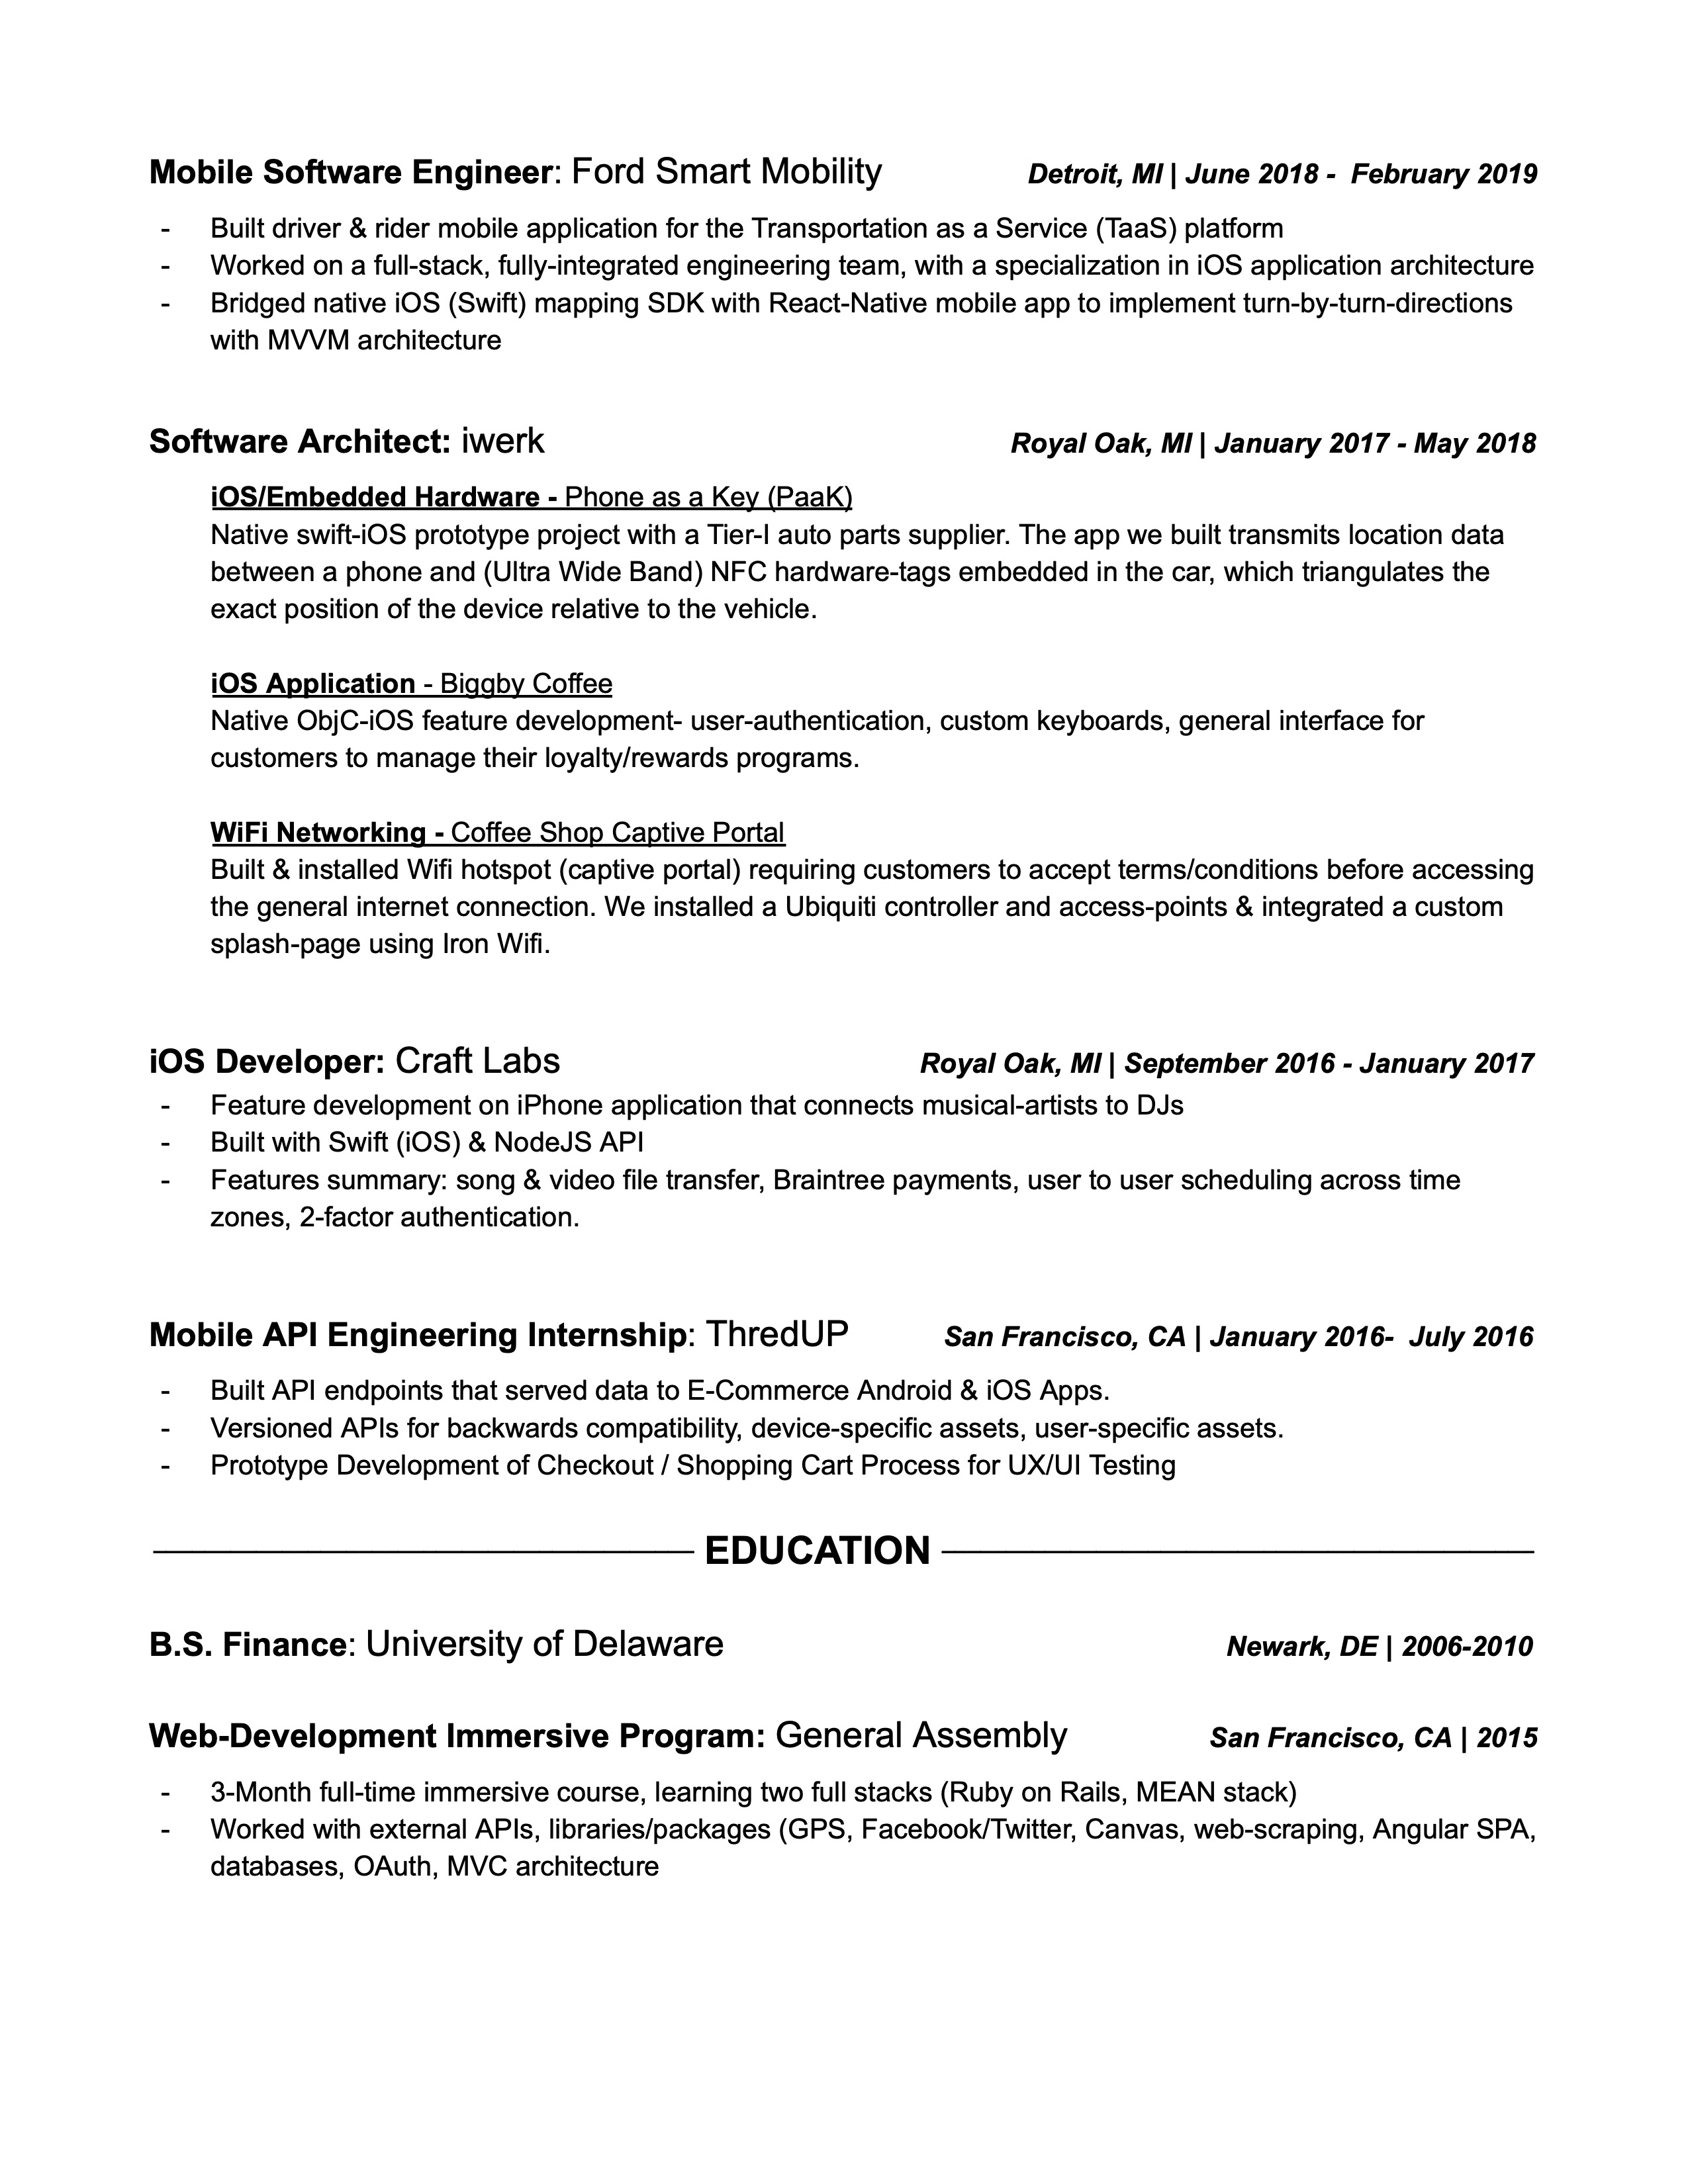 Mobile Software Engineer: Ford Smart Mobility Detroit, MI | June 2018 - February 2019
- Built driver & rider mobile application for the Transportation as a Service (TaaS) platform
- Worked on a full-stack, fully-integrated engineering team, with a specialization in iOS application architecture
- Bridged native iOS (Swift) mapping SDK with React-Native mobile app to implement turn-by-turn-directions
with MVVM architecture
Software Architect: iwerk Royal Oak, MI | January 2017 - May 2018
iOS/Embedded Hardware - Phone as a Key (PaaK)
Native swift-iOS prototype project with a Tier-I auto parts supplier. The app we built transmits location data
between a phone and (Ultra Wide Band) NFC hardware-tags embedded in the car, which triangulates the
exact position of the device relative to the vehicle.
iOS Application - Biggby Coffee
Native ObjC-iOS feature development- user-authentication, custom keyboards, general interface for
customers to manage their loyalty/rewards programs.
WiFi Networking - Coffee Shop Captive Portal
Built & installed Wifi hotspot (captive portal) requiring customers to accept terms/conditions before accessing
the general internet connection. We installed a Ubiquiti controller and access-points & integrated a custom
splash-page using Iron Wifi.
iOS Developer: Craft Labs Royal Oak, MI | September 2016 - January 2017
- Feature development on iPhone application that connects musical-artists to DJs
- Built with Swift (iOS) & NodeJS API
- Features summary: song & video file transfer, Braintree payments, user to user scheduling across time
zones, 2-factor authentication.
Mobile API Engineering Internship: ThredUP San Francisco, CA | January 2016- July 2016
- Built API endpoints that served data to E-Commerce Android & iOS Apps.
- Versioned APIs for backwards compatibility, device-specific assets, user-specific assets.
- Prototype Development of Checkout / Shopping Cart Process for UX/UI Testing
EDUCATION
B.S. Finance: University of Delaware Newark, DE | 2006-2010
Web-Development Immersive Program: General Assembly San Francisco, CA | 2015
- 3-Month full-time immersive course, learning two full stacks (Ruby on Rails, MEAN stack)
- Worked with external APIs, libraries/packages (GPS, Facebook/Twitter, Canvas, web-scraping, Angular SPA,
databases, OAuth, MVC architecture